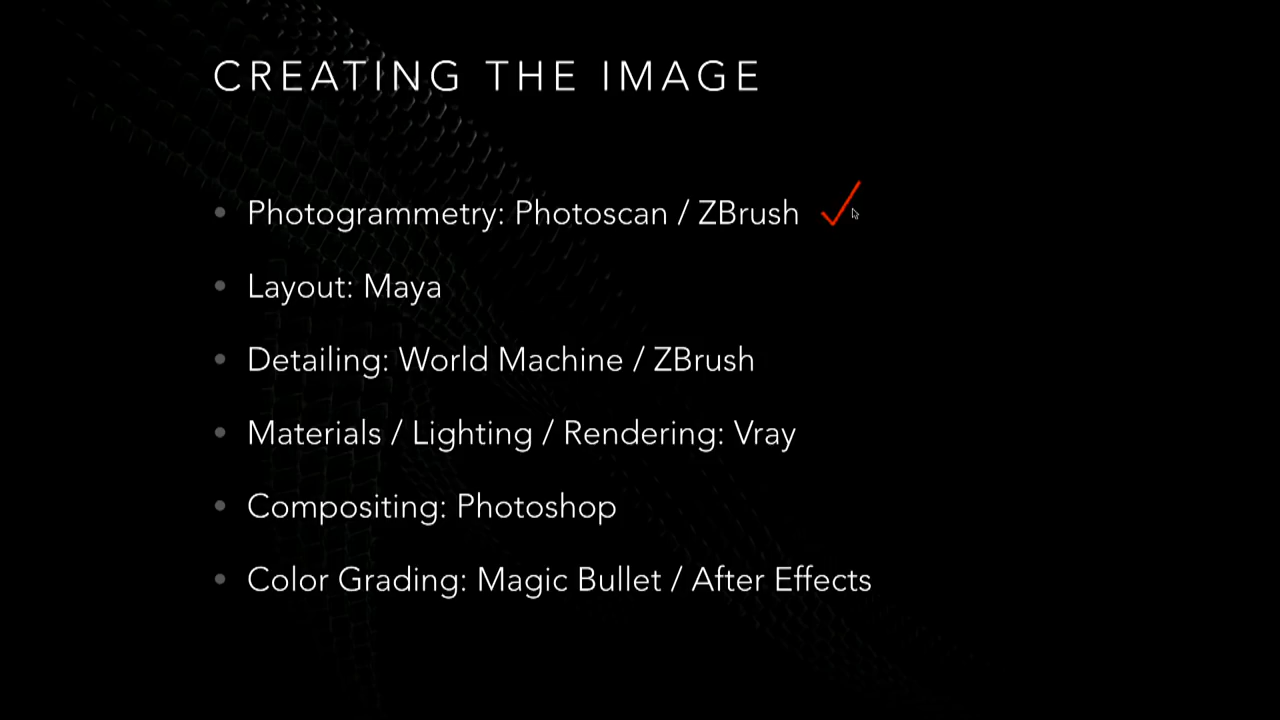 CREATING THE IMAGE
• Photogrammetry: Photoscan / ZBrush ✓
• Layout: Maya
• Detailing: World Machine / ZBrush
• Materials / Lighting / Rendering: Vray
• Compositing: Photoshop
• Color Grading: Magic Bullet / After Effects